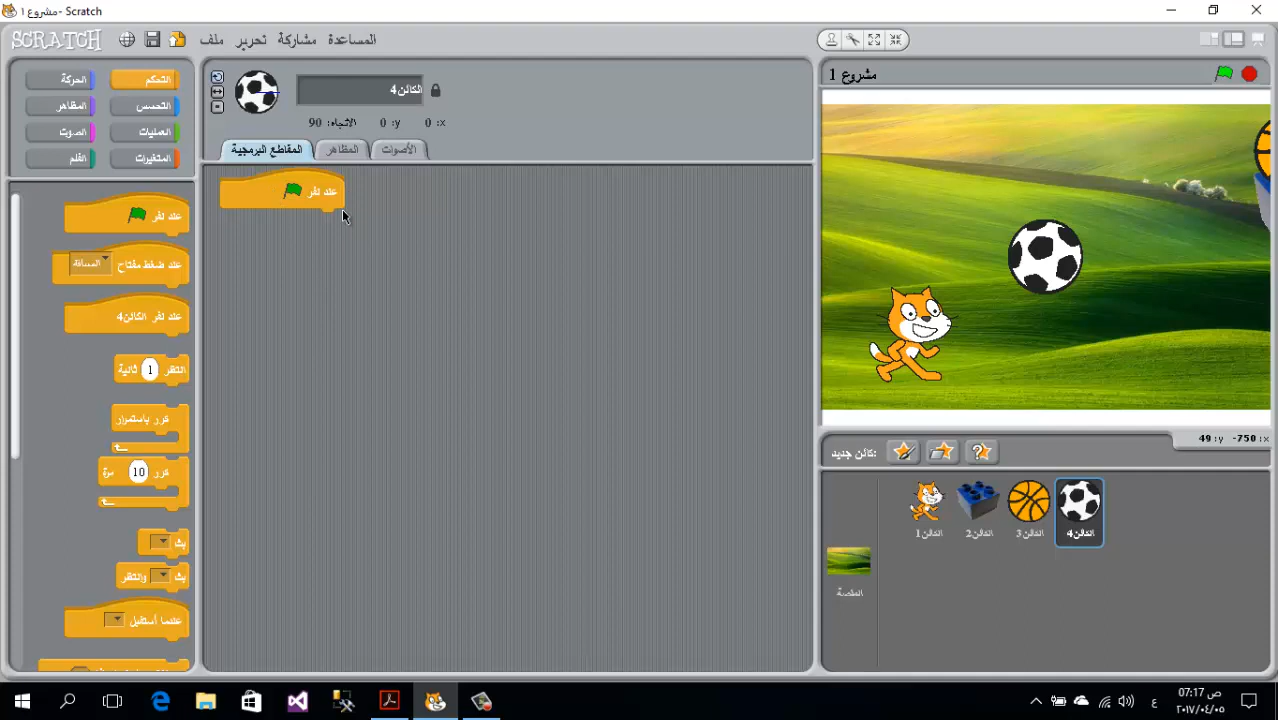 مشروع ١- Scratch
SCRATCH
ملف
تحرير
مشاركة
المساعدة
التحكم
الحركة
التحسس
المظاهر
العمليات
الصوت
المتغيرات
القلم
الكائن4
x: 0
y: 0
الاتجاه: 90
المقاطع البرمجية
المظاهر
الأصوات
عند نقر
عند نقر
عند ضغط مفتاح المسافة
عند نقر الكائن4
انتظر 1 ثانية
كرر باستمرار
كرر 10 مرة
بث
بث وانتظر
عندما أستقبل
مشروع 1
x: -750 y: 49
كائن جديد:
الكائن1
الكائن2
الكائن3
الكائن4
المنصة
ع
07:17 ص
٢٠١٧/٠٤/٠٥